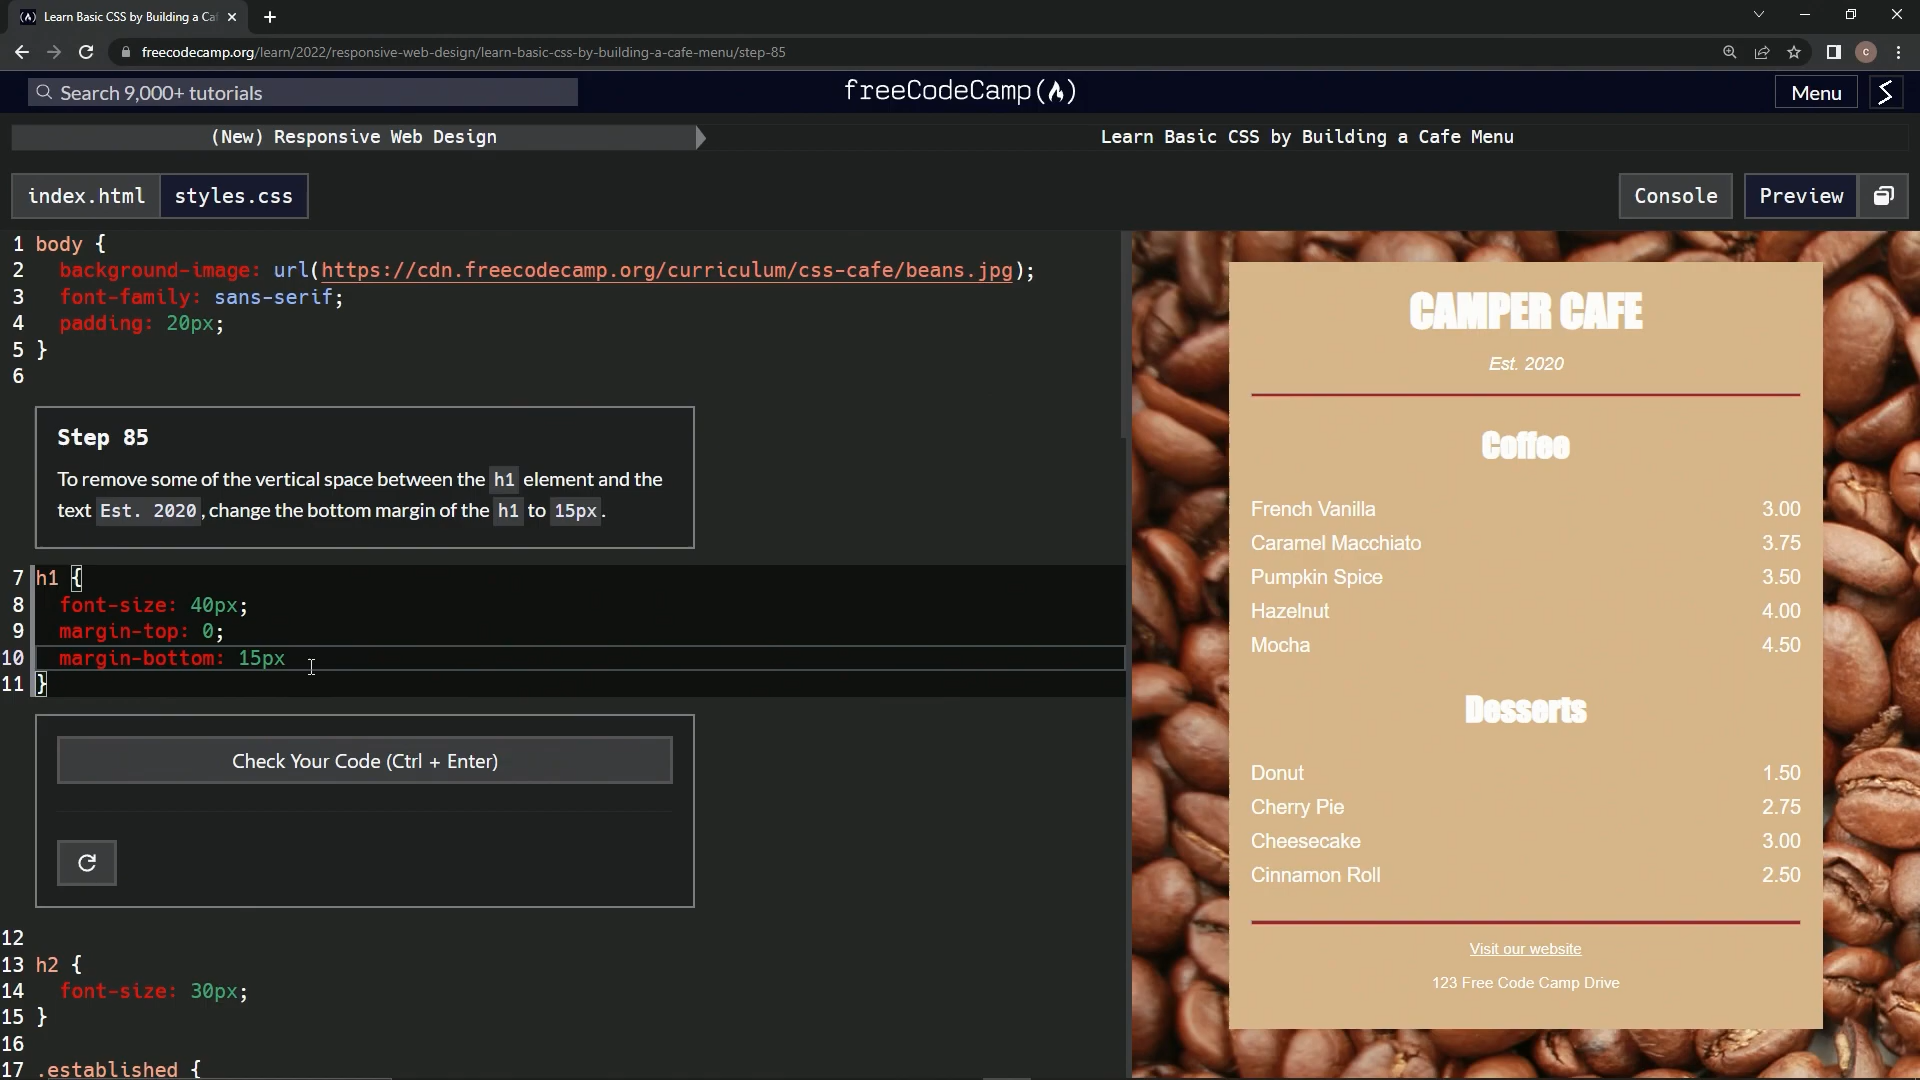 Learn Basic CSS by Building a Caf
freecodecamp.org/learn/2022/responsive-web-design/learn-basic-css-by-building-a-cafe-menu/step-85
C
Search 9,000+ tutorials
freeCodeCamp
Menu
(New) Responsive Web Design
Learn Basic CSS by Building a Cafe Menu
index.html
styles.css
Console
Preview
1 body {
2 background-image: url(https://cdn.freecodecamp.org/curriculum/css-cafe/beans.jpg);
3 font-family: sans-serif;
4 padding: 20px;
5 }
6
Step 85
To remove some of the vertical space between the h1 element and the
text Est. 2020, change the bottom margin of the h1 to 15px.
7 h1 {
8 font-size: 40px;
9 margin-top: 0;
10 margin-bottom: 15px
11 }
Check Your Code (Ctrl + Enter)
12
13 h2 {
14 font-size: 30px;
15 }
16
17 .established {
CAMPER CAFE
Est. 2020
Coffee
French Vanilla 3.00
Caramel Macchiato 3.75
Pumpkin Spice 3.50
Hazelnut 4.00
Mocha 4.50
Desserts
Donut 1.50
Cherry Pie 2.75
Cheesecake 3.00
Cinnamon Roll 2.50
Visit our website
123 Free Code Camp Drive